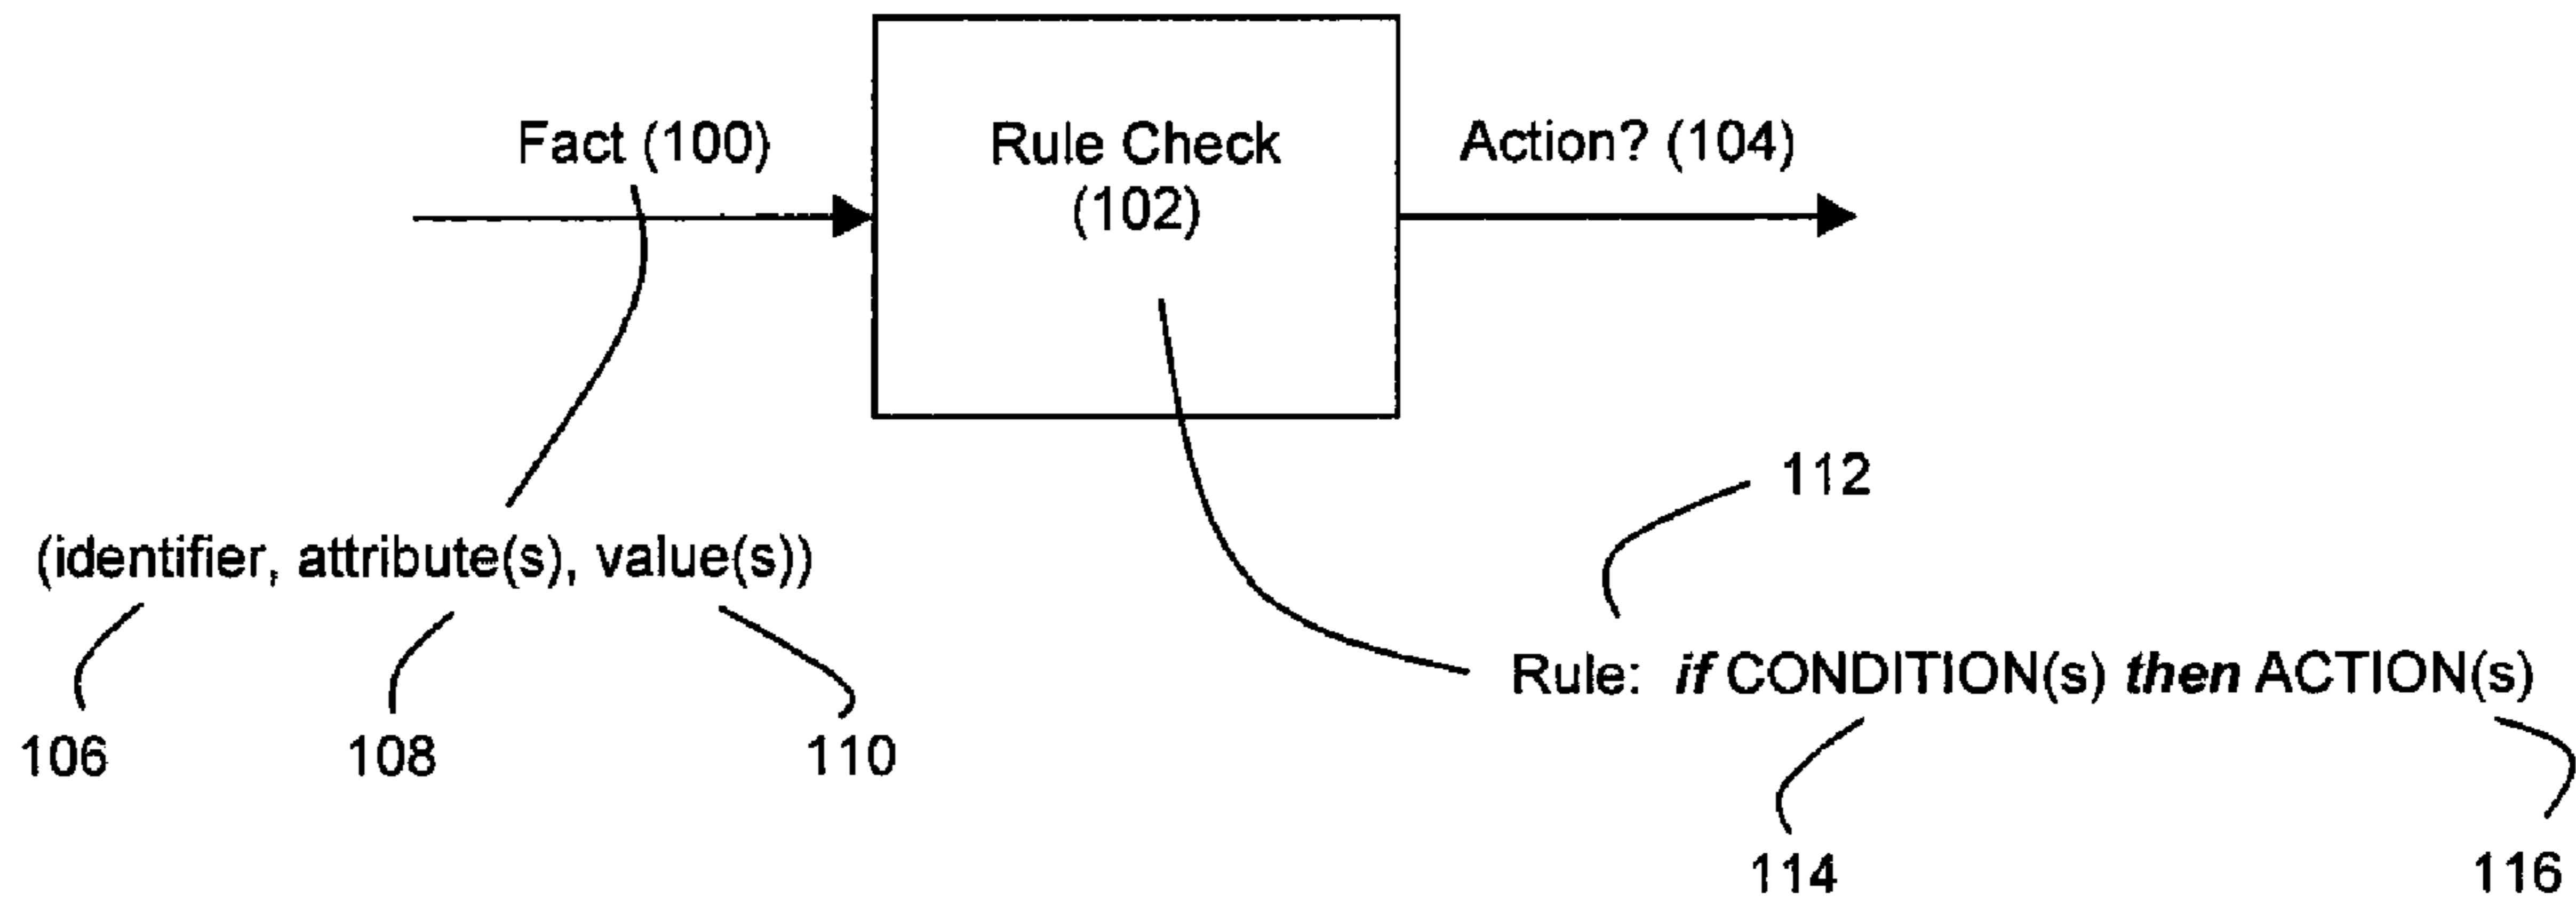 Fact (100)
Rule Check
(102)
Action? (104)
112
(identifier, attribute(s), value(s))
Rule: if CONDITION(s) then ACTION(s)
106
108
110
114
116